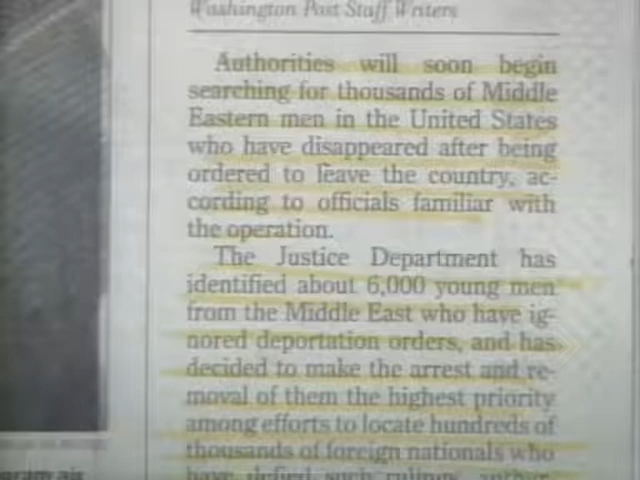 Washington Post Staff Writers
Authorities will soon begin
searching for thousands of Middle
Eastern men in the United States
who have disappeared after being
ordered to leave the country, ac-
cording to officials familiar with
the operation.
The Justice Department has
identified about 6,000 young men
from the Middle East who have ig-
nored deportation orders, and has
decided to make the arrest and re-
moval of them the highest priority
among efforts to locate hundreds of
thousands of foreign nationals who
have defied such rulings,